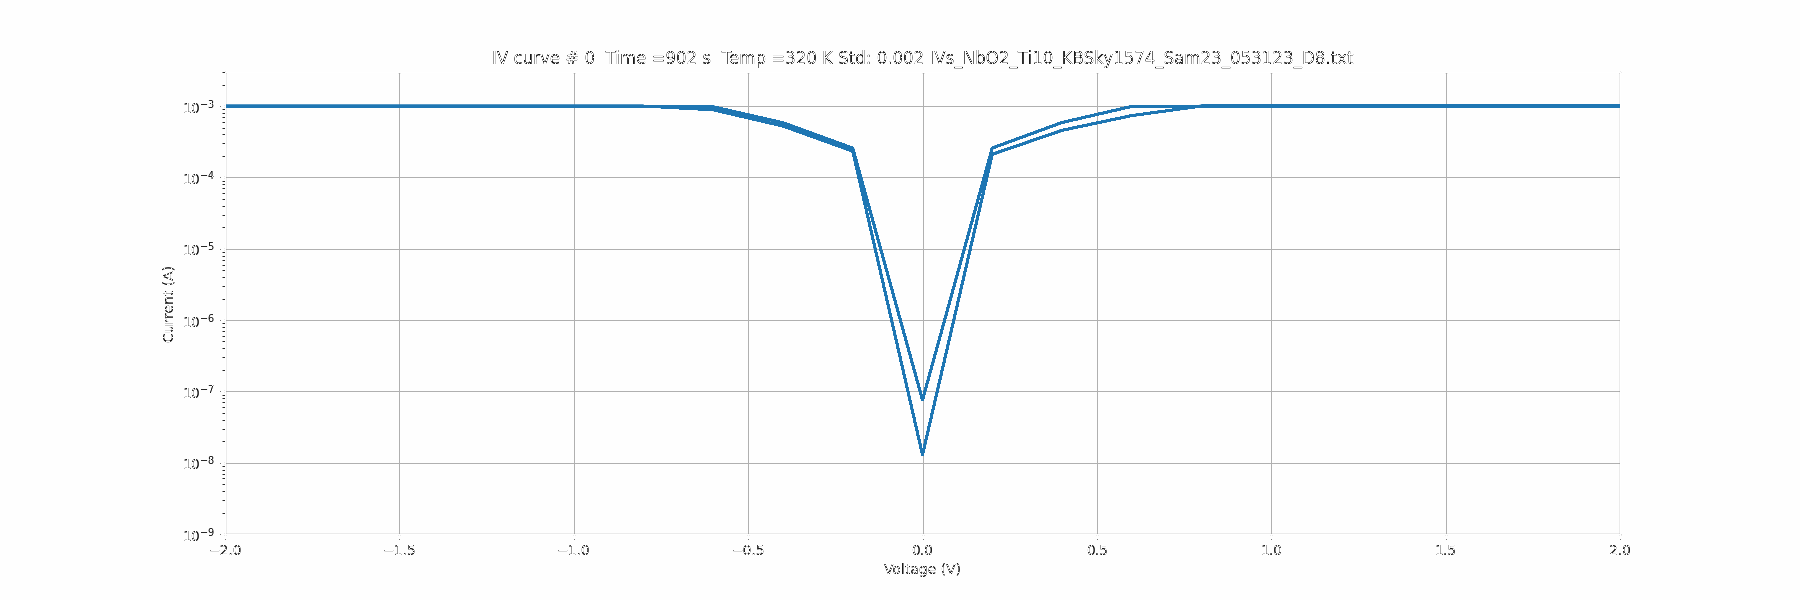 IV curve # 0  Time =902 s  Temp =320 K Std: 0.002 IVs_NbO2_Ti10_KBSky1574_Sam23_053123_D8.txt
10⁻³
10⁻⁴
10⁻⁵
10⁻⁶
10⁻⁷
10⁻⁸
10⁻⁹
Current (A)
−2.0 −1.5 −1.0 −0.5 0.0 0.5 1.0 1.5 2.0
Voltage (V)